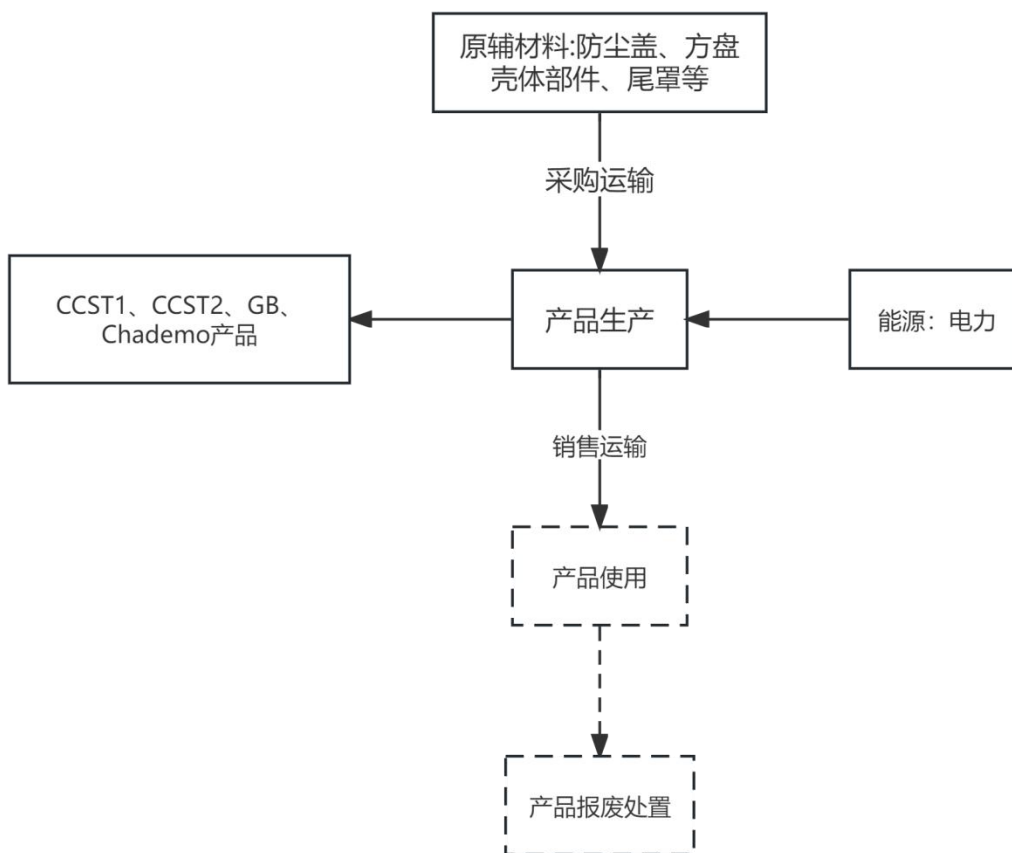 原辅材料:防尘盖、方盘
壳体部件、尾罩等
采购运输
CCST1、CCST2、GB、
Chademo产品
产品生产
能源：电力
销售运输
产品使用
产品报废处置